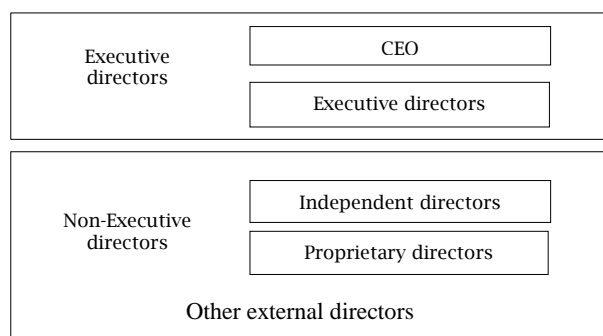 Executive
directors
CEO
Executive directors
Non-Executive
directors
Independent directors
Proprietary directors
Other external directors